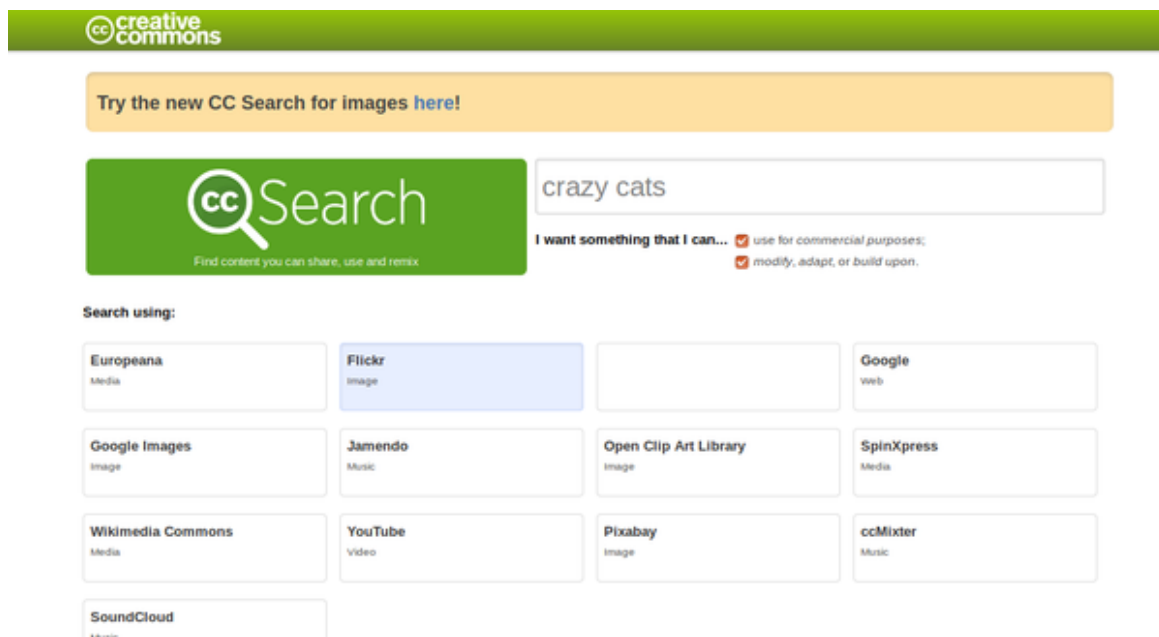 cc creative commons
Try the new CC Search for images here!
cc Search
Find content you can share, use and remix
crazy cats
I want something that I can... use for commercial purposes;
modify, adapt, or build upon.
Search using:
Europeana
Media
Flickr
Image
Google
Web
Google Images
Image
Jamendo
Music
Open Clip Art Library
Image
SpinXpress
Media
Wikimedia Commons
Media
YouTube
Video
Pixabay
Image
ccMixter
Music
SoundCloud
Music